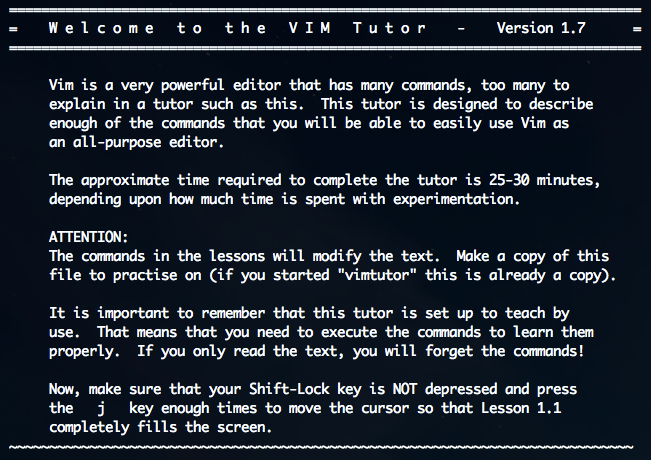 ===============================================================================
=    W e l c o m e   t o   t h e   V I M   T u t o r    -    Version 1.7      =
===============================================================================
Vim is a very powerful editor that has many commands, too many to
explain in a tutor such as this.  This tutor is designed to describe
enough of the commands that you will be able to easily use Vim as
an all-purpose editor.
The approximate time required to complete the tutor is 25-30 minutes,
depending upon how much time is spent with experimentation.
ATTENTION:
The commands in the lessons will modify the text.  Make a copy of this
file to practise on (if you started "vimtutor" this is already a copy).
It is important to remember that this tutor is set up to teach by
use.  That means that you need to execute the commands to learn them
properly.  If you only read the text, you will forget the commands!
Now, make sure that your Shift-Lock key is NOT depressed and press
the   j   key enough times to move the cursor so that Lesson 1.1
completely fills the screen.
~~~~~~~~~~~~~~~~~~~~~~~~~~~~~~~~~~~~~~~~~~~~~~~~~~~~~~~~~~~~~~~~~~~~~~~~~~~~~~